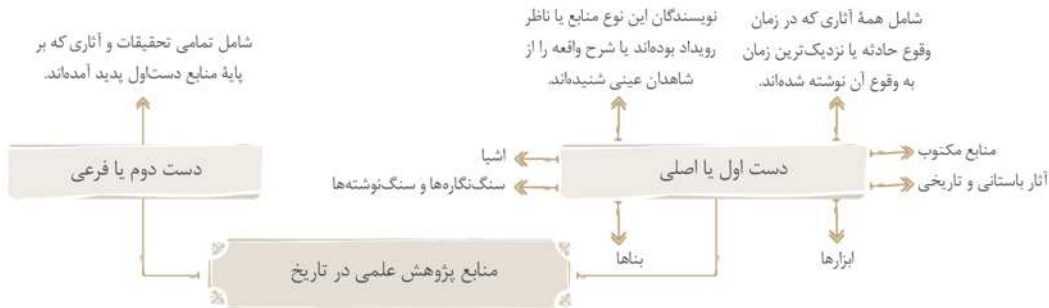 شامل همهٔ آثاری که در زمان
وقوع حادثه یا نزدیک‌ترین زمان
به وقوع آن نوشته شده‌اند.
نویسندگان این نوع منابع یا ناظر
رویداد بوده‌اند یا شرح واقعه را از
شاهدان عینی شنیده‌اند.
شامل تمامی تحقیقات و آثاری که بر
پایهٔ منابع دست‌اول پدید آمده‌اند.
منابع مکتوب
آثار باستانی و تاریخی
دست اول یا اصلی
اشیا
سنگ‌نگاره‌ها و سنگ‌نوشته‌ها
دست دوم یا فرعی
ابزارها
بناها
منابع پژوهش علمی در تاریخ